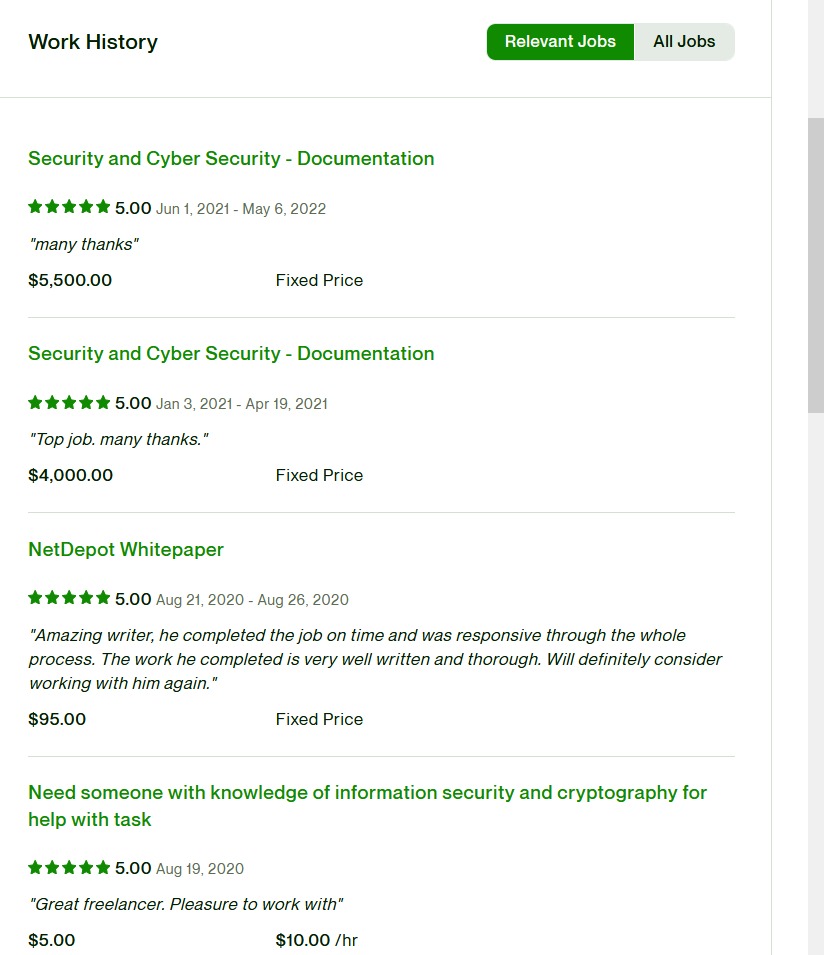 Work History
Relevant Jobs
All Jobs
Security and Cyber Security - Documentation
5.00 Jun 1, 2021 - May 6, 2022
"many thanks"
$5,500.00 Fixed Price
Security and Cyber Security - Documentation
5.00 Jan 3, 2021 - Apr 19, 2021
"Top job. many thanks."
$4,000.00 Fixed Price
NetDepot Whitepaper
5.00 Aug 21, 2020 - Aug 26, 2020
"Amazing writer, he completed the job on time and was responsive through the whole
process. The work he completed is very well written and thorough. Will definitely consider
working with him again."
$95.00 Fixed Price
Need someone with knowledge of information security and cryptography for
help with task
5.00 Aug 19, 2020
"Great freelancer. Pleasure to work with"
$5.00 $10.00 /hr